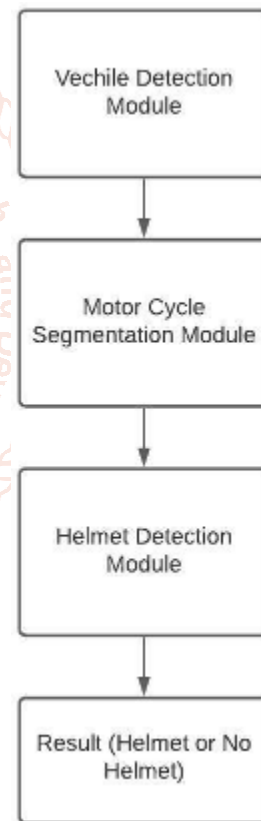 Vechile Detection
Module
Motor Cycle
Segmentation Module
Helmet Detection
Module
Result (Helmet or No
Helmet)